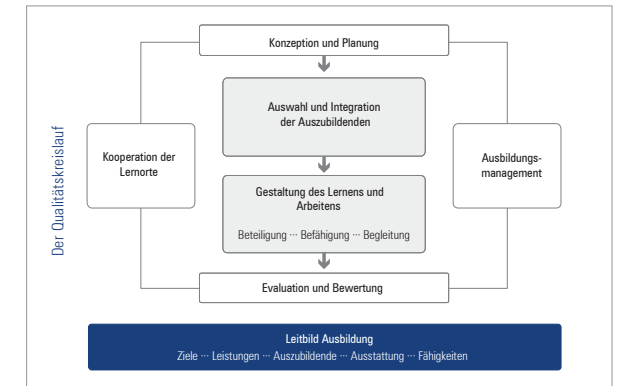 Der Qualitätskreislauf
Konzeption und Planung
Auswahl und Integration
der Auszubildenden
Kooperation der
Lernorte
Ausbildungs-
management
Gestaltung des Lernens und
Arbeitens
Beteiligung ··· Befähigung ··· Begleitung
Evaluation und Bewertung
Leitbild Ausbildung
Ziele ··· Leistungen ··· Auszubildende ··· Ausstattung ··· Fähigkeiten